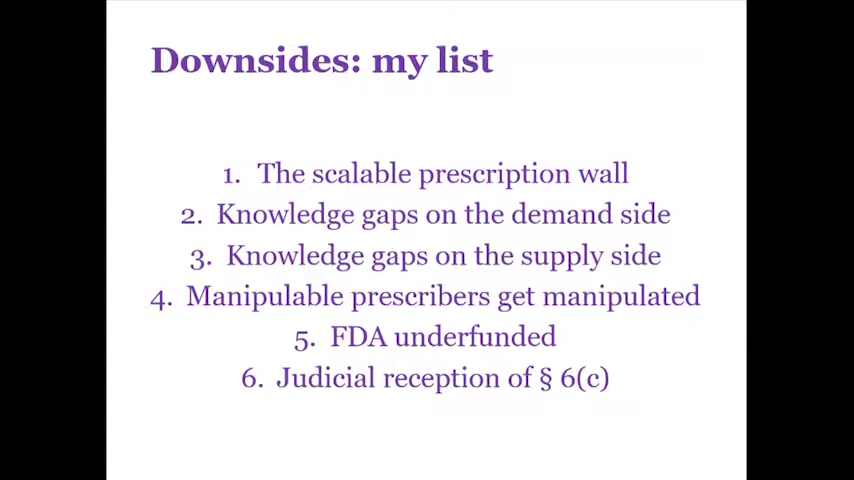 Downsides: my list
1. The scalable prescription wall
2. Knowledge gaps on the demand side
3. Knowledge gaps on the supply side
4. Manipulable prescribers get manipulated
5. FDA underfunded
6. Judicial reception of § 6(c)